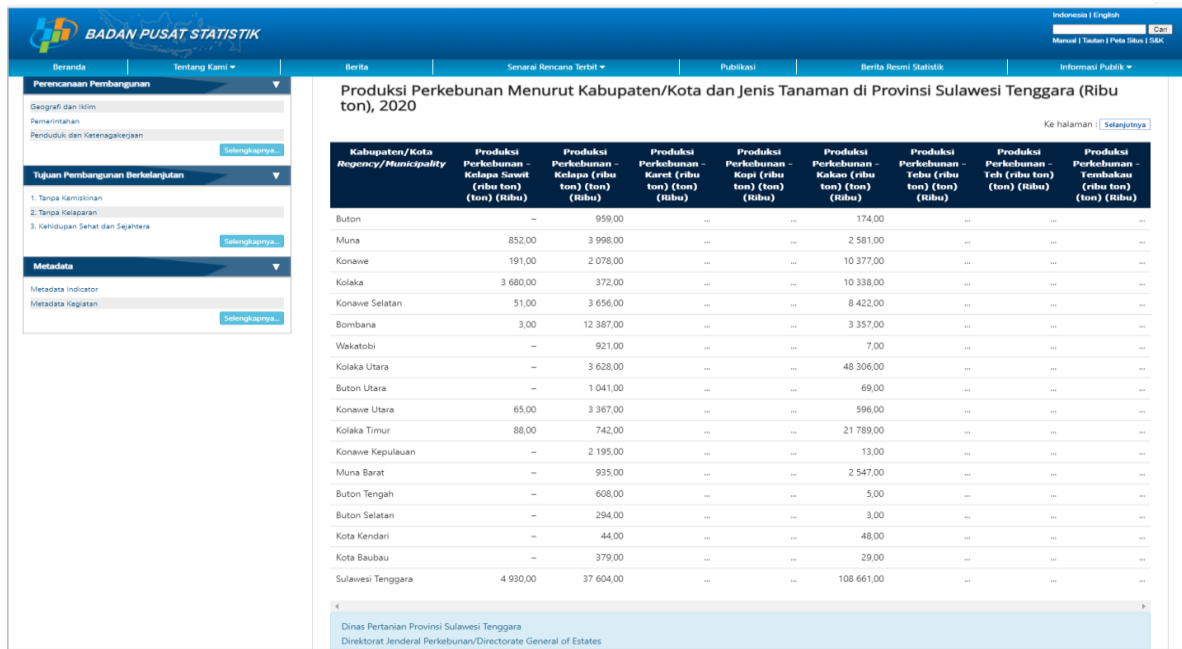 Indonesia | English
BADAN PUSAT STATISTIK
Cari
Manual | Tautan | Peta Situs | S&K
Beranda Tentang Kami Berita Senarai Rencana Terbit Publikasi Berita Resmi Statistik Informasi Publik
Perencanaan Pembangunan
Geografi dan Iklim
Pemerintahan
Penduduk dan Ketenagakerjaan
Selengkapnya...
Tujuan Pembangunan Berkelanjutan
1. Tanpa Kemiskinan
2. Tanpa Kelaparan
3. Kehidupan Sehat dan Sejahtera
Selengkapnya...
Metadata
Metadata Indicator
Metadata Kegiatan
Selengkapnya...
Produksi Perkebunan Menurut Kabupaten/Kota dan Jenis Tanaman di Provinsi Sulawesi Tenggara (Ribu
ton), 2020
Ke halaman : Selanjutnya
Kabupaten/Kota Produksi Produksi Produksi Produksi Produksi Produksi Produksi Produksi
Regency/Municipality Perkebunan - Perkebunan - Perkebunan - Perkebunan - Perkebunan - Perkebunan - Perkebunan - Perkebunan -
Kelapa Sawit Kelapa (ribu Karet (ribu Kopi (ribu Kakao (ribu Tebu (ribu Teh (ribu ton) Tembakau
(ribu ton) ton) (ton) ton) (ton) ton) (ton) ton) (ton) ton) (ton) (ton) (Ribu) (ribu ton)
(ton) (Ribu) (Ribu) (Ribu) (Ribu) (Ribu) (Ribu) (ton) (Ribu)
Buton – 959,00 ... ... 174,00 ... ... ...
Muna 852,00 3 998,00 ... ... 2 581,00 ... ... ...
Konawe 191,00 2 078,00 ... ... 10 377,00 ... ... ...
Kolaka 3 680,00 372,00 ... ... 10 338,00 ... ... ...
Konawe Selatan 51,00 3 656,00 ... ... 8 422,00 ... ... ...
Bombana 3,00 12 387,00 ... ... 3 357,00 ... ... ...
Wakatobi – 921,00 ... ... 7,00 ... ... ...
Kolaka Utara – 3 628,00 ... ... 48 306,00 ... ... ...
Buton Utara – 1 041,00 ... ... 69,00 ... ... ...
Konawe Utara 65,00 3 367,00 ... ... 596,00 ... ... ...
Kolaka Timur 88,00 742,00 ... ... 21 789,00 ... ... ...
Konawe Kepulauan – 2 195,00 ... ... 13,00 ... ... ...
Muna Barat – 935,00 ... ... 2 547,00 ... ... ...
Buton Tengah – 608,00 ... ... 5,00 ... ... ...
Buton Selatan – 294,00 ... ... 3,00 ... ... ...
Kota Kendari – 44,00 ... ... 48,00 ... ... ...
Kota Baubau – 379,00 ... ... 29,00 ... ... ...
Sulawesi Tenggara 4 930,00 37 604,00 ... ... 108 661,00 ... ... ...
Dinas Pertanian Provinsi Sulawesi Tenggara
Direktorat Jenderal Perkebunan/Directorate General of Estates